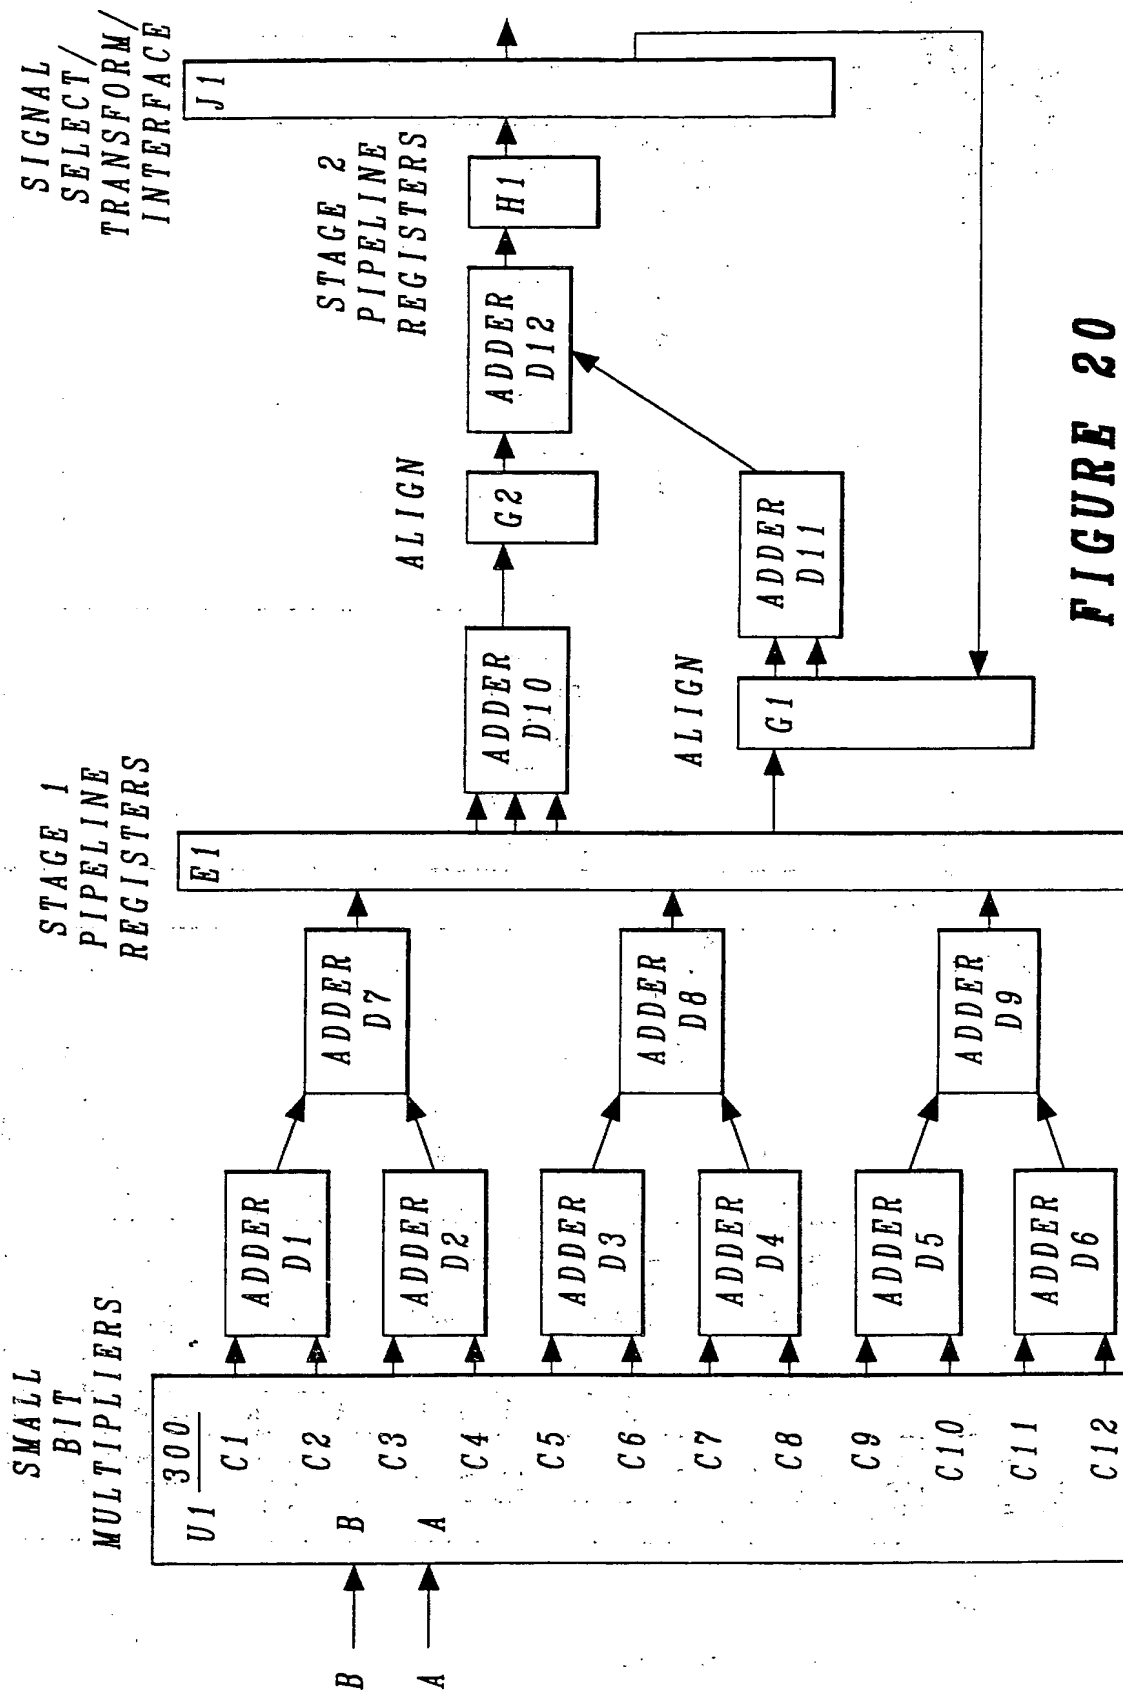 SMALL
BIT
MULTIPLIERS
U1 300
B
A
B
A
C1
C2
C3
C4
C5
C6
C7
C8
C9
C10
C11
C12
ADDER
D1
ADDER
D2
ADDER
D3
ADDER
D4
ADDER
D5
ADDER
D6
ADDER
D7
ADDER
D8
ADDER
D9
STAGE 1
PIPELINE
REGISTERS
E1
ADDER
D10
ALIGN
G1
ALIGN
G2
ADDER
D11
ADDER
D12
STAGE 2
PIPELINE
REGISTERS
H1
SIGNAL
SELECT/
TRANSFORM/
INTERFACE
J1
FIGURE 20